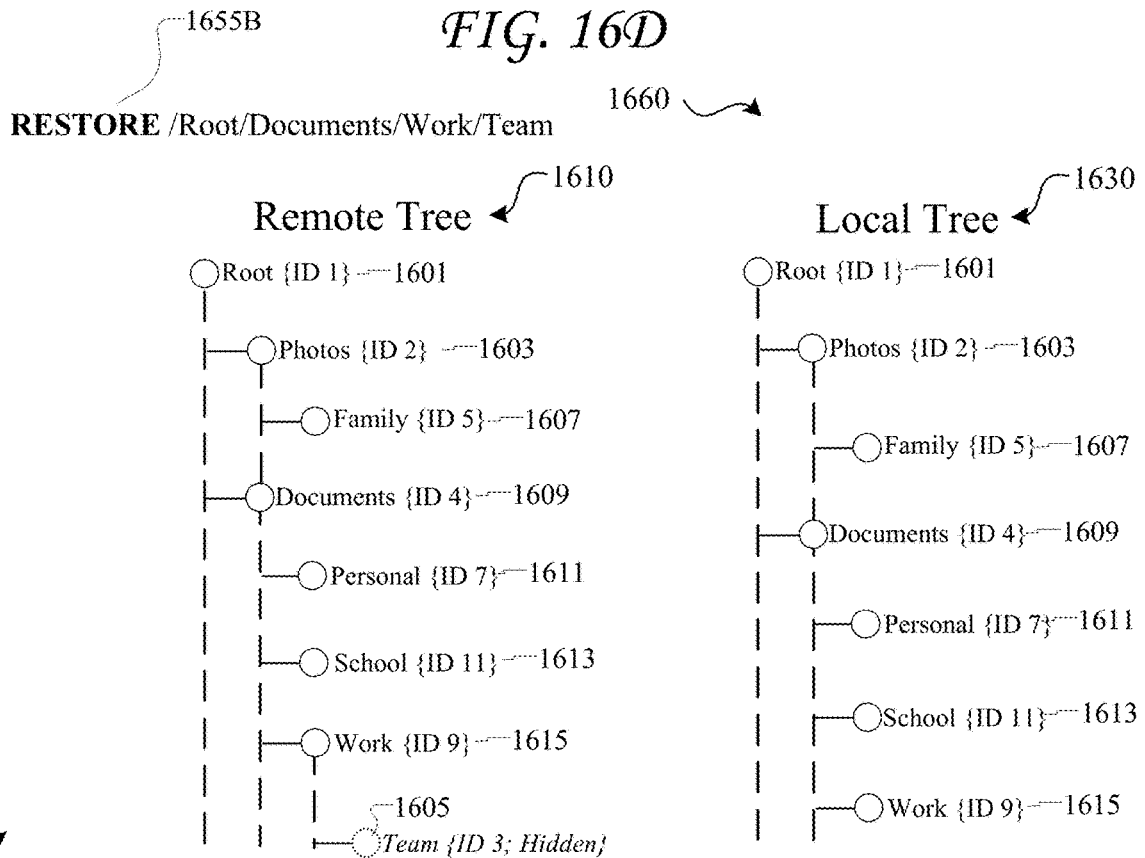 1655B
FIG. 16D
1660
RESTORE /Root/Documents/Work/Team
1610
1630
Remote Tree
Local Tree
Root {ID 1} 1601
Photos {ID 2} 1603
Family {ID 5} 1607
Documents {ID 4} 1609
Personal {ID 7} 1611
School {ID 11} 1613
Work {ID 9} 1615
1605
Team {ID 3; Hidden}
Root {ID 1} 1601
Photos {ID 2} 1603
Family {ID 5} 1607
Documents {ID 4} 1609
Personal {ID 7} 1611
School {ID 11} 1613
Work {ID 9} 1615